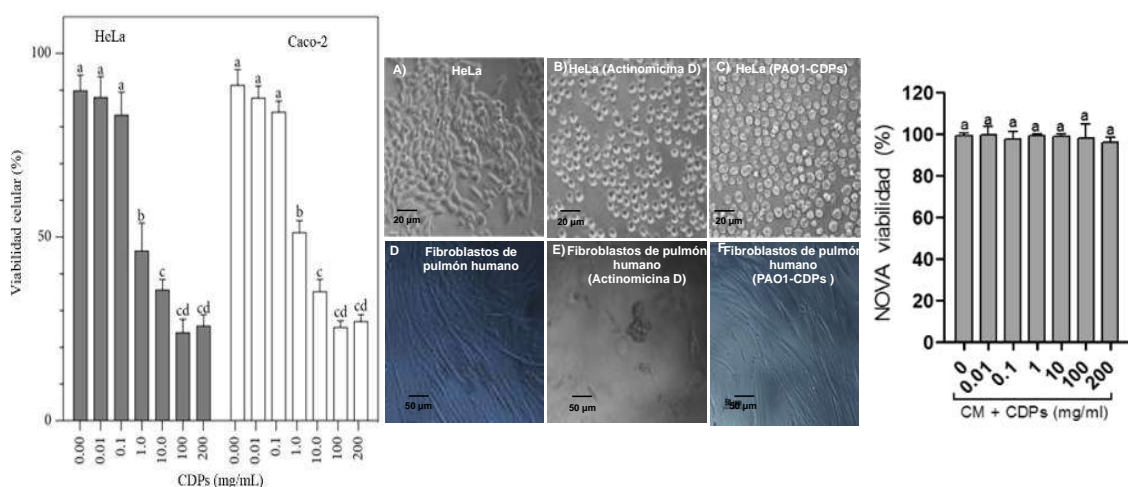 HeLa
Caco-2
100
50
0
Viabilidad celular (%)
a
a
a
b
c
cd
cd
a
a
a
b
c
cd
cd
0.00
0.01
0.1
1.0
10.0
100
200
0.00
0.01
0.1
1.0
10.0
100
200
CDPs (mg/mL)
A)
HeLa
20 µm
B)
HeLa (Actinomicina D)
20 µm
C)
HeLa (PAO1-CDPs)
20 µm
D
Fibroblastos de
pulmón humano
50 µm
E)
Fibroblastos de pulmón
humano
(Actinomicina D)
50 µm
F
Fibroblastos de pulmón
humano
(PAO1-CDPs )
50 µm
NOVA viabilidad (%)
120
100
80
60
40
20
0
a
a
a
a
a
a
a
0
0.01
0.1
1
10
100
200
CM + CDPs (mg/ml)